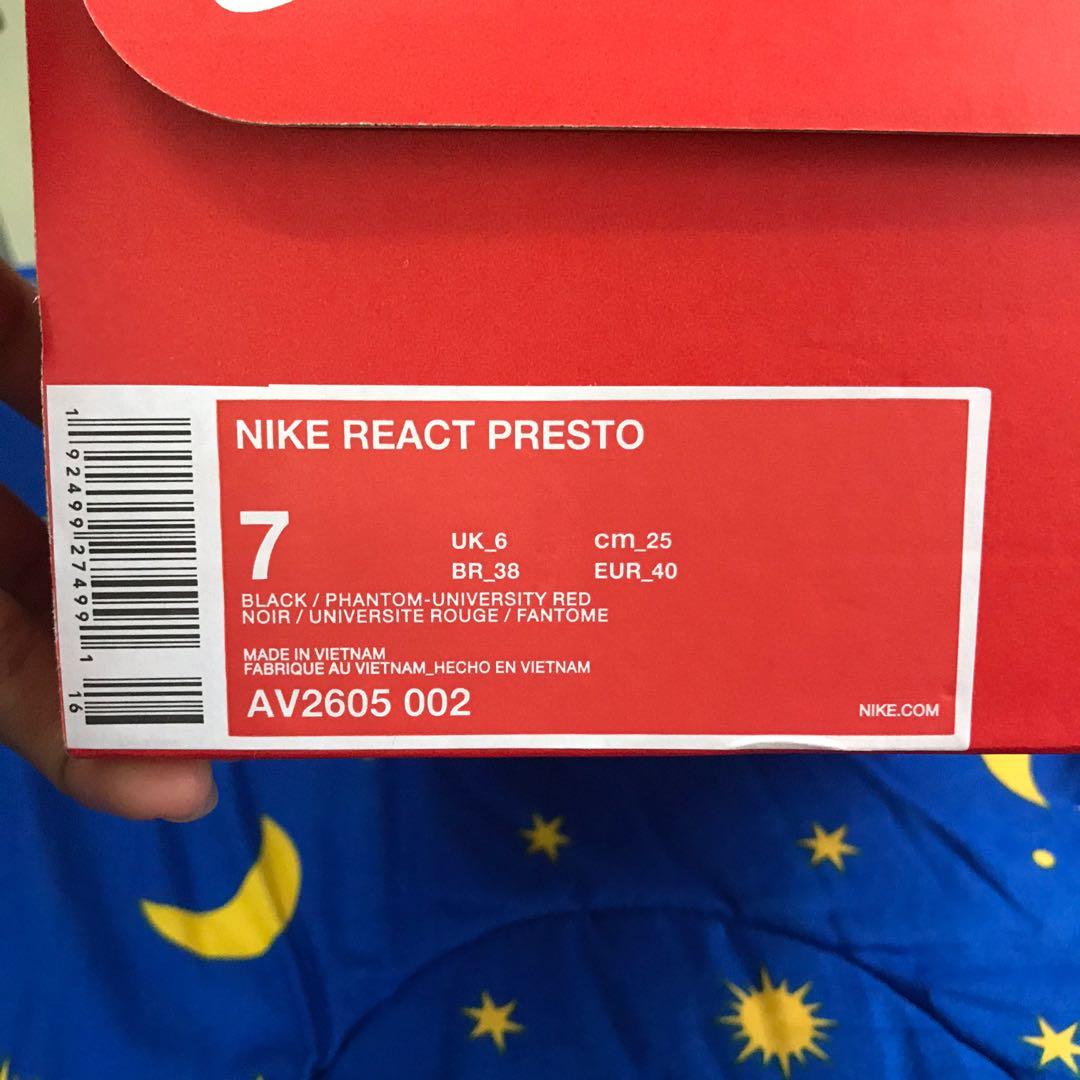 NIKE REACT PRESTO
7
UK_6 cm_25
BR_38 EUR_40
BLACK / PHANTOM-UNIVERSITY RED
NOIR / UNIVERSITE ROUGE / FANTOME
MADE IN VIETNAM
FABRIQUE AU VIETNAM_HECHO EN VIETNAM
AV2605 002
NIKE.COM
1 92499 27499 1
16